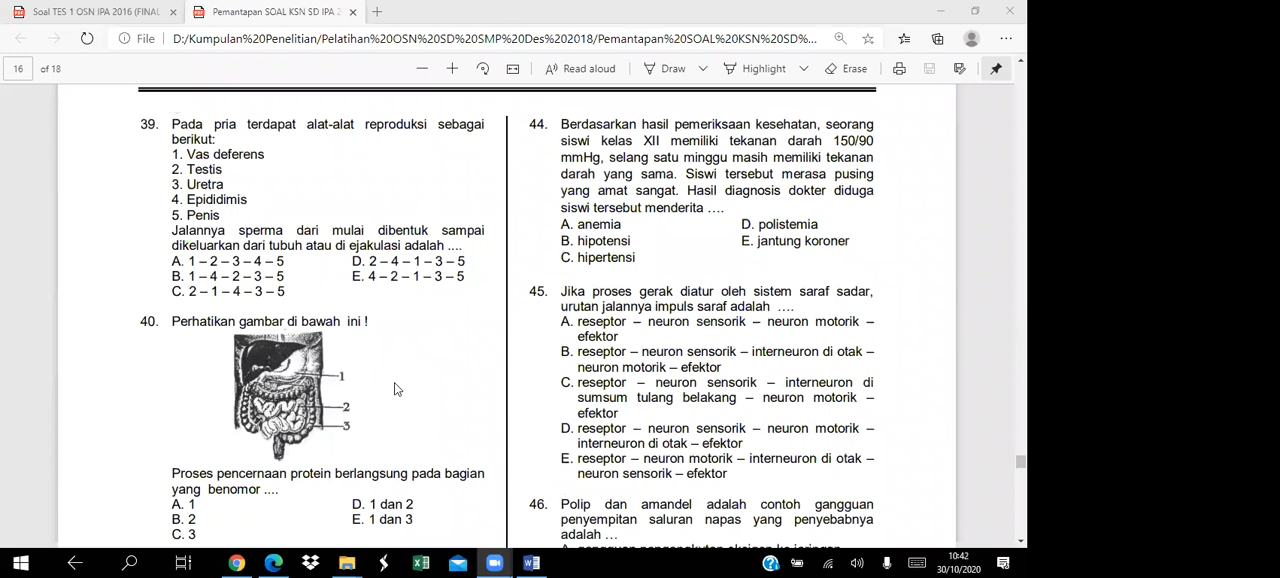 Soal TES 1 OSN IPA 2016 (FINAL
Pemantapan SOAL KSN SD IPA 2
File
D:/Kumpulan%20Penelitian/Pelatihan%20OSN%20SD%20SMP%20Des%202018/Pemantapan%20SOAL%20KSN%20SD%...
16 of 18
Read aloud
Draw
Highlight
Erase
39. Pada pria terdapat alat-alat reproduksi sebagai
berikut:
1. Vas deferens
2. Testis
3. Uretra
4. Epididimis
5. Penis
Jalannya sperma dari mulai dibentuk sampai
dikeluarkan dari tubuh atau di ejakulasi adalah ....
A. 1 – 2 – 3 – 4 – 5 D. 2 – 4 – 1 – 3 – 5
B. 1 – 4 – 2 – 3 – 5 E. 4 – 2 – 1 – 3 – 5
C. 2 – 1 – 4 – 3 – 5
40. Perhatikan gambar di bawah ini !
1
2
3
Proses pencernaan protein berlangsung pada bagian
yang benomor ....
A. 1 D. 1 dan 2
B. 2 E. 1 dan 3
C. 3
44. Berdasarkan hasil pemeriksaan kesehatan, seorang
siswi kelas XII memiliki tekanan darah 150/90
mmHg, selang satu minggu masih memiliki tekanan
darah yang sama. Siswi tersebut merasa pusing
yang amat sangat. Hasil diagnosis dokter diduga
siswi tersebut menderita ....
A. anemia D. polistemia
B. hipotensi E. jantung koroner
C. hipertensi
45. Jika proses gerak diatur oleh sistem saraf sadar,
urutan jalannya impuls saraf adalah ....
A. reseptor – neuron sensorik – neuron motorik –
efektor
B. reseptor – neuron sensorik – interneuron di otak –
neuron motorik – efektor
C. reseptor – neuron sensorik – interneuron di
sumsum tulang belakang – neuron motorik –
efektor
D. reseptor – neuron sensorik – neuron motorik –
interneuron di otak – efektor
E. reseptor – neuron motorik – interneuron di otak –
neuron sensorik – efektor
46. Polip dan amandel adalah contoh gangguan
penyempitan saluran napas yang penyebabnya
adalah ...
A. gangguan pengangkutan oksigen ke jaringan
10:42
30/10/2020